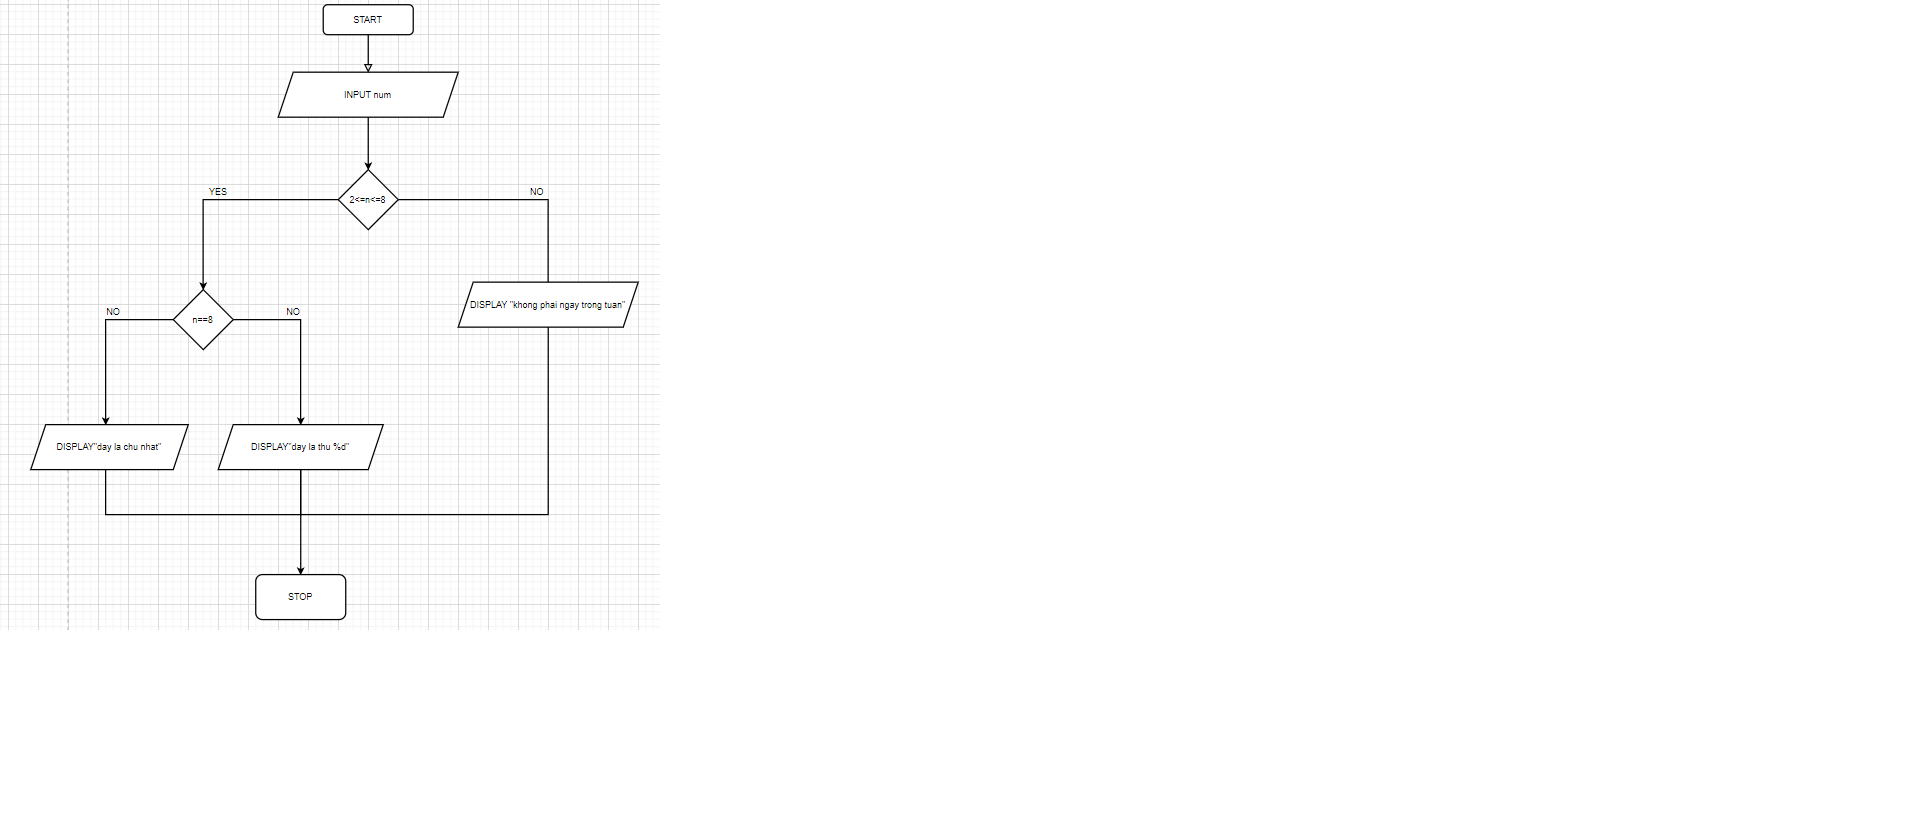 START
INPUT num
YES
2<=n<=8
NO
DISPLAY "khong phai ngay trong tuan"
NO
n==8
NO
DISPLAY"day la chu nhat"
DISPLAY"day la thu %d"
STOP